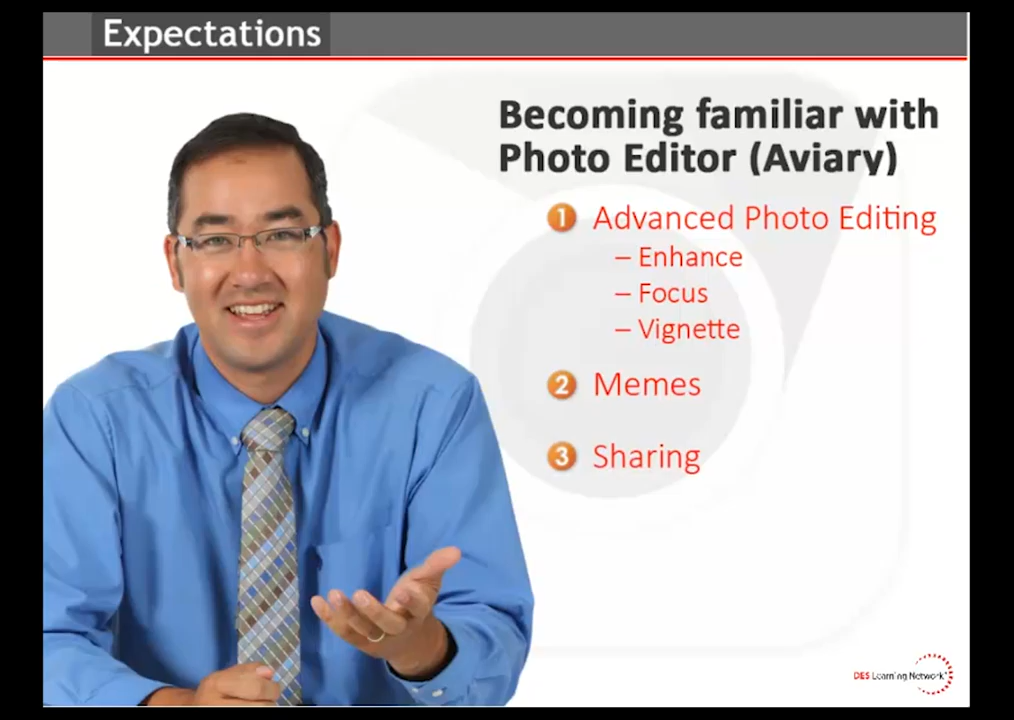 Expectations
Becoming familiar with
Photo Editor (Aviary)
1 Advanced Photo Editing
– Enhance
– Focus
– Vignette
2 Memes
3 Sharing
DES Learning Network